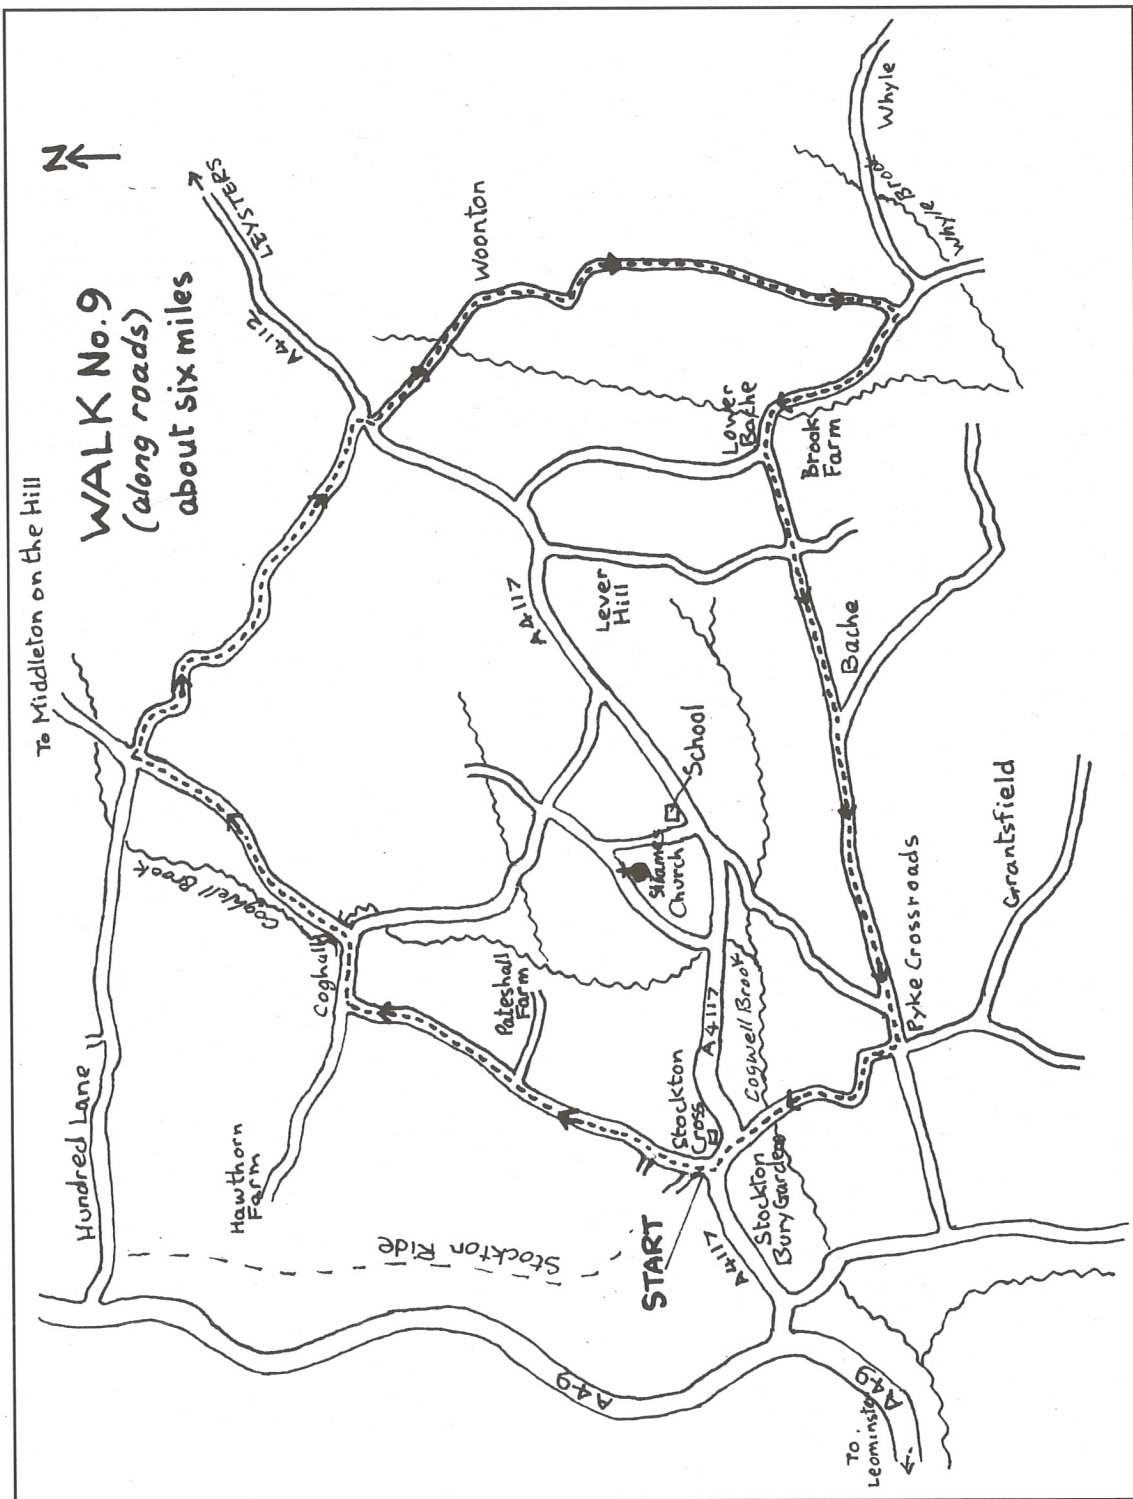 To Middleton on the Hill
N
WALK No. 9
(along roads)
about six miles
LEYSTERS
A4112
Woonton
Whyle
Whyle Brook
Hundred Lane
Cogwell Brook
Coghall
Hawthorn
Farm
Pateshall
Farm
Stockton Ride
A4117
Lever
Hill
Lower
Bache
Brook
Farm
School
St James
Church
Bache
Stockton
Cross
A4117
Cogwell Brook
START
A4117
Stockton
Bury Gardens
Pyke Crossroads
Grantsfield
A49
A49
To
Leominster